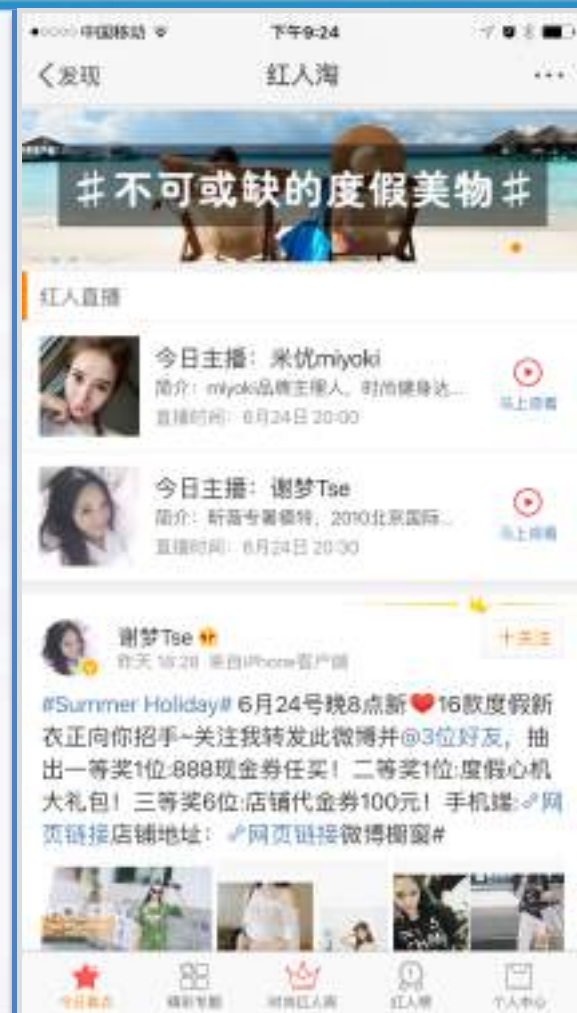 中国移动
下午9:24
发现
红人淘
#不可或缺的度假美物#
红人直播
今日主播：米优miyoki
简介：miyoki品牌主理人，时尚健身达...
直播时间：6月24日 20:00
马上观看
今日主播：谢梦Tse
简介：昕薇专署模特，2010北京国际...
直播时间：6月24日 20:30
马上观看
谢梦Tse
+关注
昨天 18:28 来自iPhone客户端
#Summer Holiday# 6月24号晚8点新❤️16款度假新
衣正向你招手~关注我转发此微博并@3位好友，抽
出一等奖1位:888现金券任买！二等奖1位:度假心机
大礼包！三等奖6位:店铺代金券100元！手机端:网
页链接店铺地址：网页链接微博橱窗#
今日看点
精彩专题
时尚红人周
红人榜
个人中心